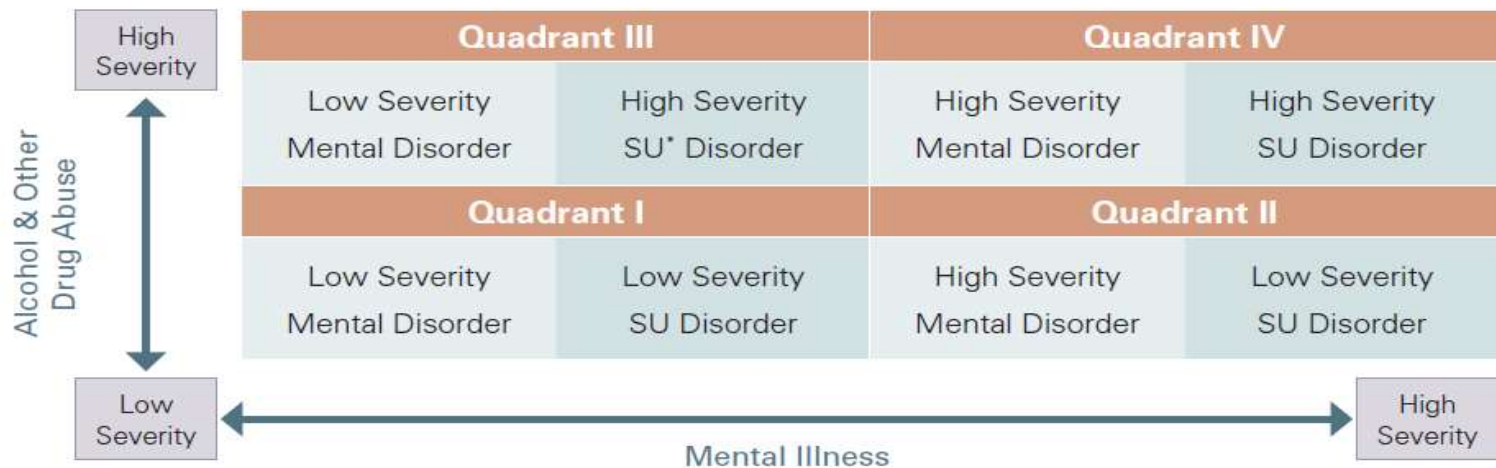 High
Severity
Alcohol & Other
Drug Abuse
Quadrant III
Quadrant IV
Low Severity
Mental Disorder
High Severity
SU* Disorder
High Severity
Mental Disorder
High Severity
SU Disorder
Quadrant I
Quadrant II
Low Severity
Mental Disorder
Low Severity
SU Disorder
High Severity
Mental Disorder
Low Severity
SU Disorder
Low
Severity
Mental Illness
High
Severity